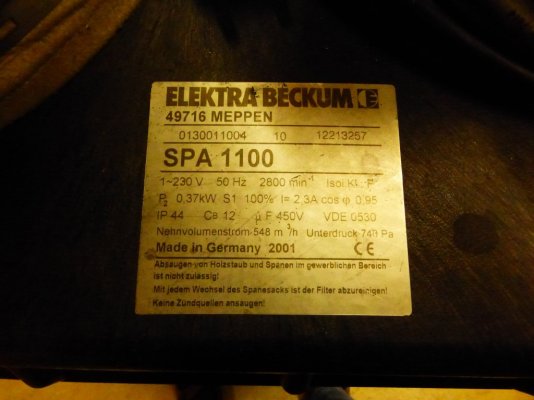 ELEKTRA BECKUM
49716 MEPPEN
0130011004 10 12213257
SPA 1100
1~230 V 50 Hz 2800 min⁻¹ Isol Kl. F
P₂ 0,37kW S1 100% I= 2,3A cos φ 0,95
IP 44 CB 12 µF 450V VDE 0530
Nehnvolumenstrom 548 m³/h Unterdruck 740 Pa
Made in Germany 2001 CE
Absaugen von Holzstaub und Spänen im gewerblichen Bereich
ist nicht zulässig!
Mit jedem Wechsel des Spänesacks ist der Filter abzureinigen!
Keine Zündquellen ansaugen!